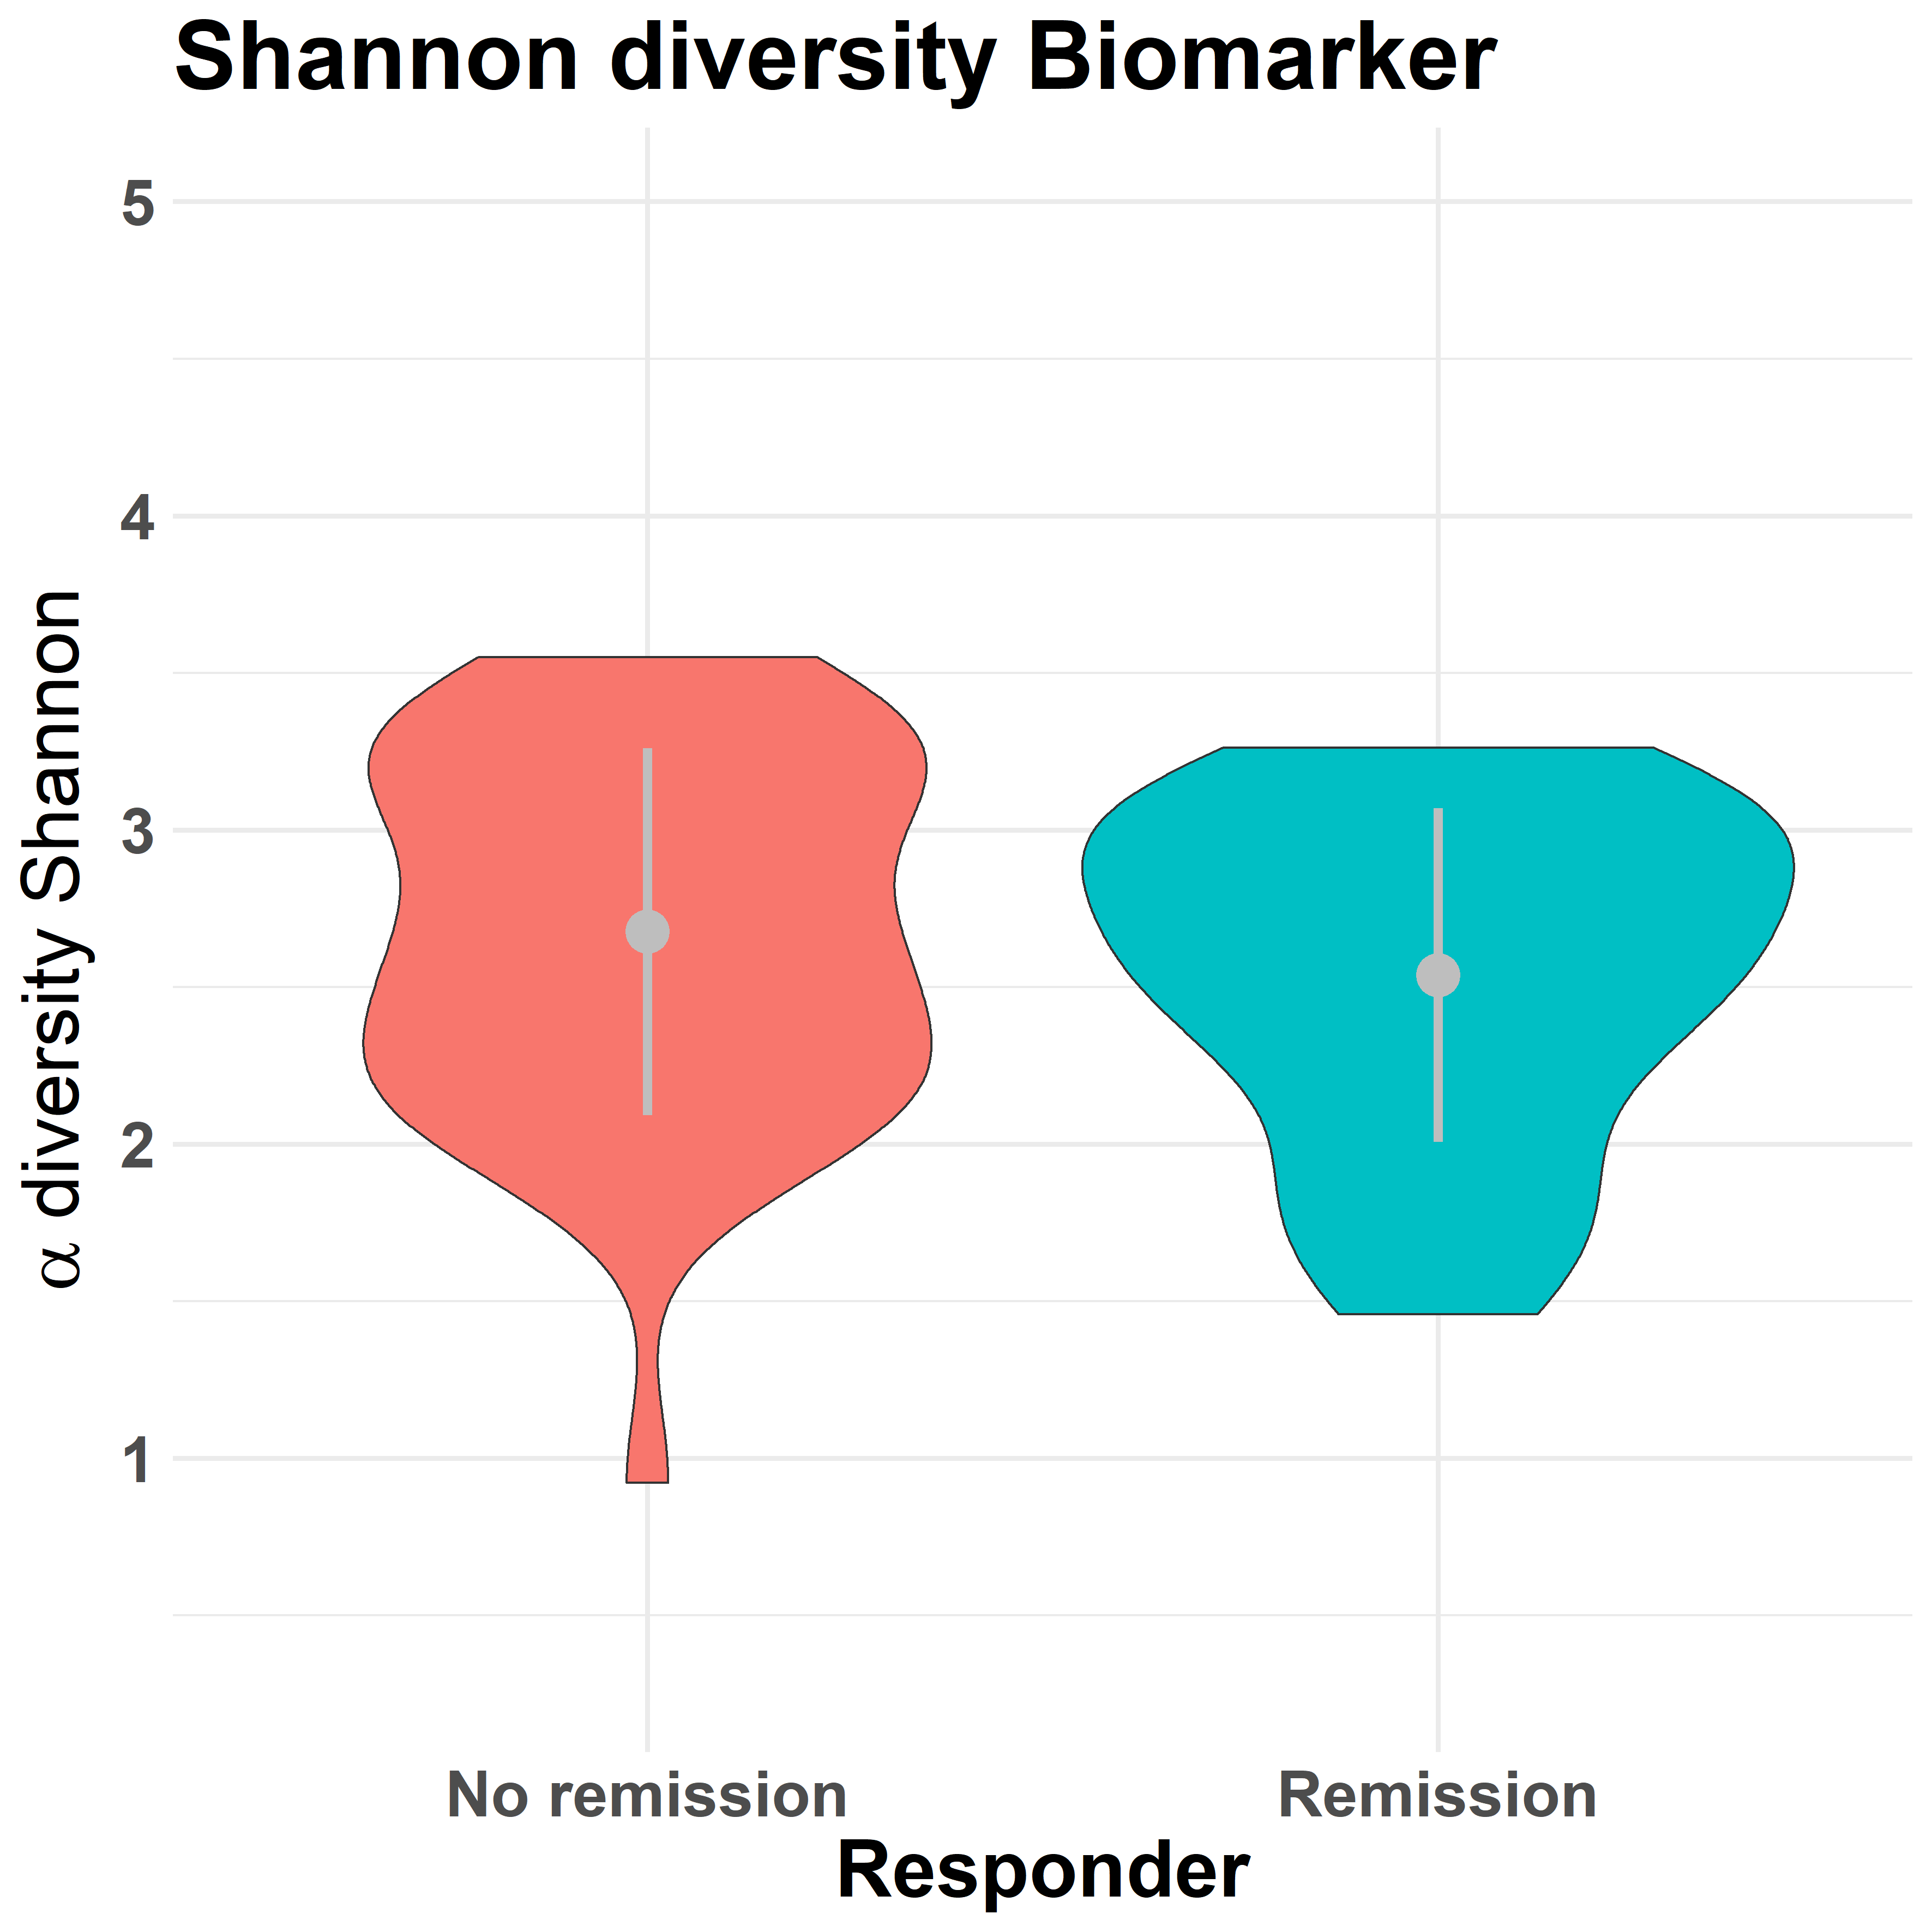 Shannon diversity Biomarker
α diversity Shannon
5
4
3
2
1
No remission
Remission
Responder